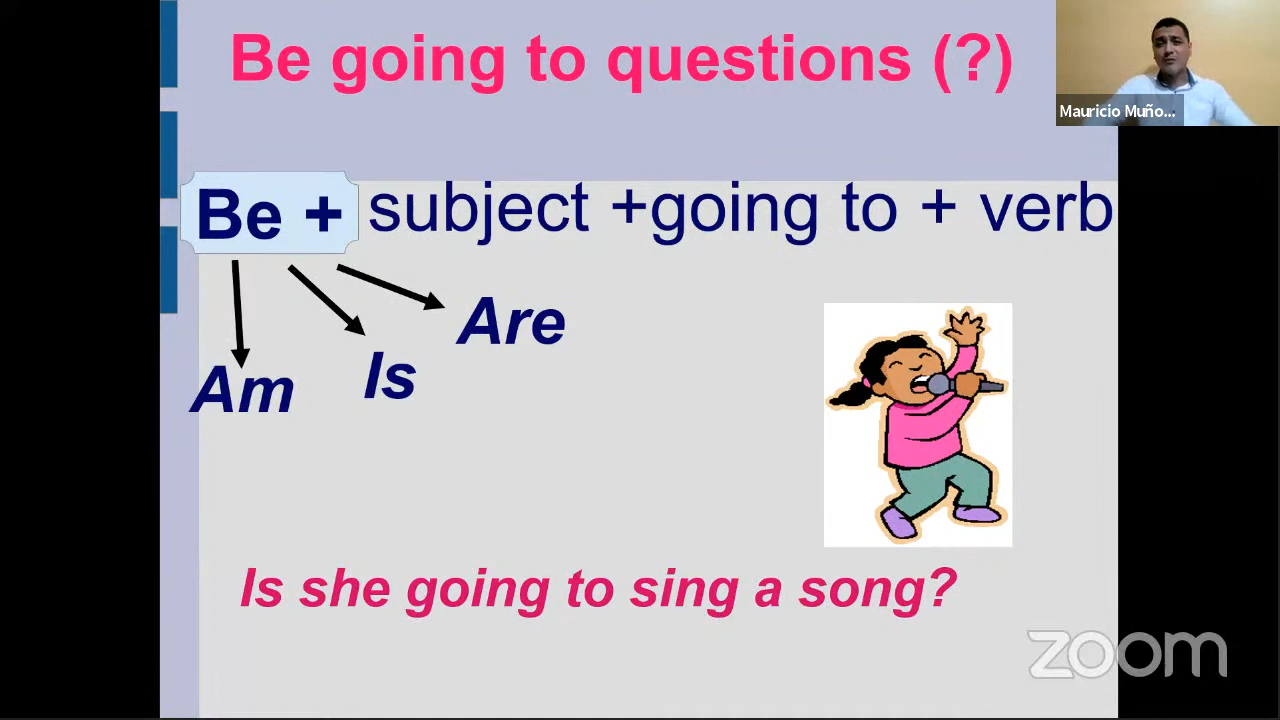 Be going to questions (?)
Mauricio Muño...
Be + subject +going to + verb
Are
Is
Am
Is she going to sing a song?
zoom